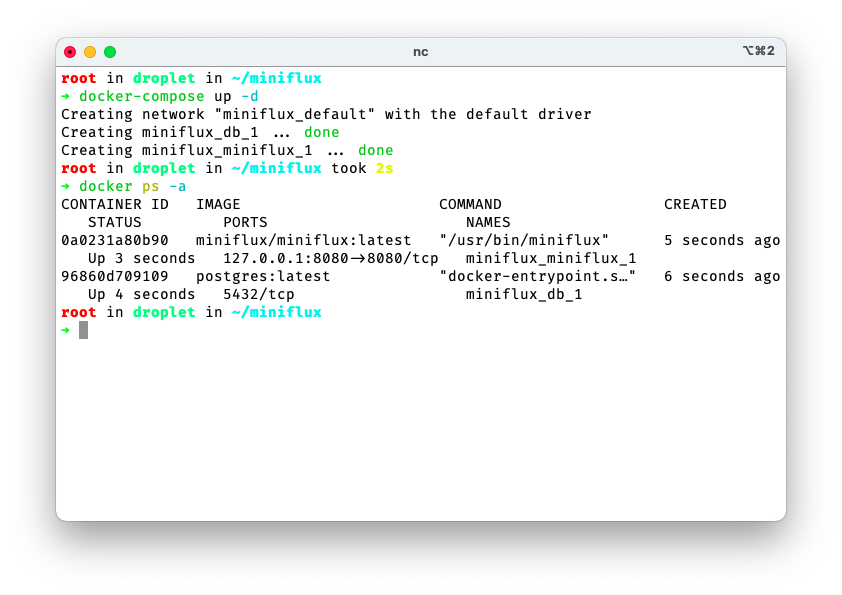 nc
⌥⌘2
root in droplet in ~/miniflux
➜ docker-compose up -d
Creating network "miniflux_default" with the default driver
Creating miniflux_db_1 ... done
Creating miniflux_miniflux_1 ... done
root in droplet in ~/miniflux took 2s
➜ docker ps -a
CONTAINER ID   IMAGE                      COMMAND                  CREATED
   STATUS         PORTS                      NAMES
0a0231a80b90   miniflux/miniflux:latest   "/usr/bin/miniflux"      5 seconds ago
   Up 3 seconds   127.0.0.1:8080->8080/tcp   miniflux_miniflux_1
96860d709109   postgres:latest            "docker-entrypoint.s…"   6 seconds ago
   Up 4 seconds   5432/tcp                   miniflux_db_1
root in droplet in ~/miniflux
➜